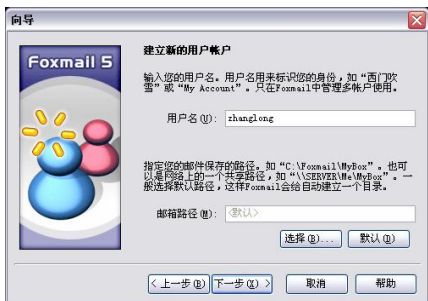 向导
Foxmail 5
建立新的用户帐户
输入您的用户名。用户名用来标识您的身份，如“西门吹
雪”或“My Account”。只在Foxmail中管理多帐户使用。
用户名(U): zhanglong
指定您的邮件保存的路径。如“C:\Foxmail\MyBox”。也可
以是网络上的一个共享路径，如“\\SERVER\Me\MyBox”。一
般选择默认路径，这样Foxmail会给自动建立一个目录。
邮箱路径(M): <默认>
选择(B)... 默认(D)
<上一步(B) 下一步(X)> 取消 帮助